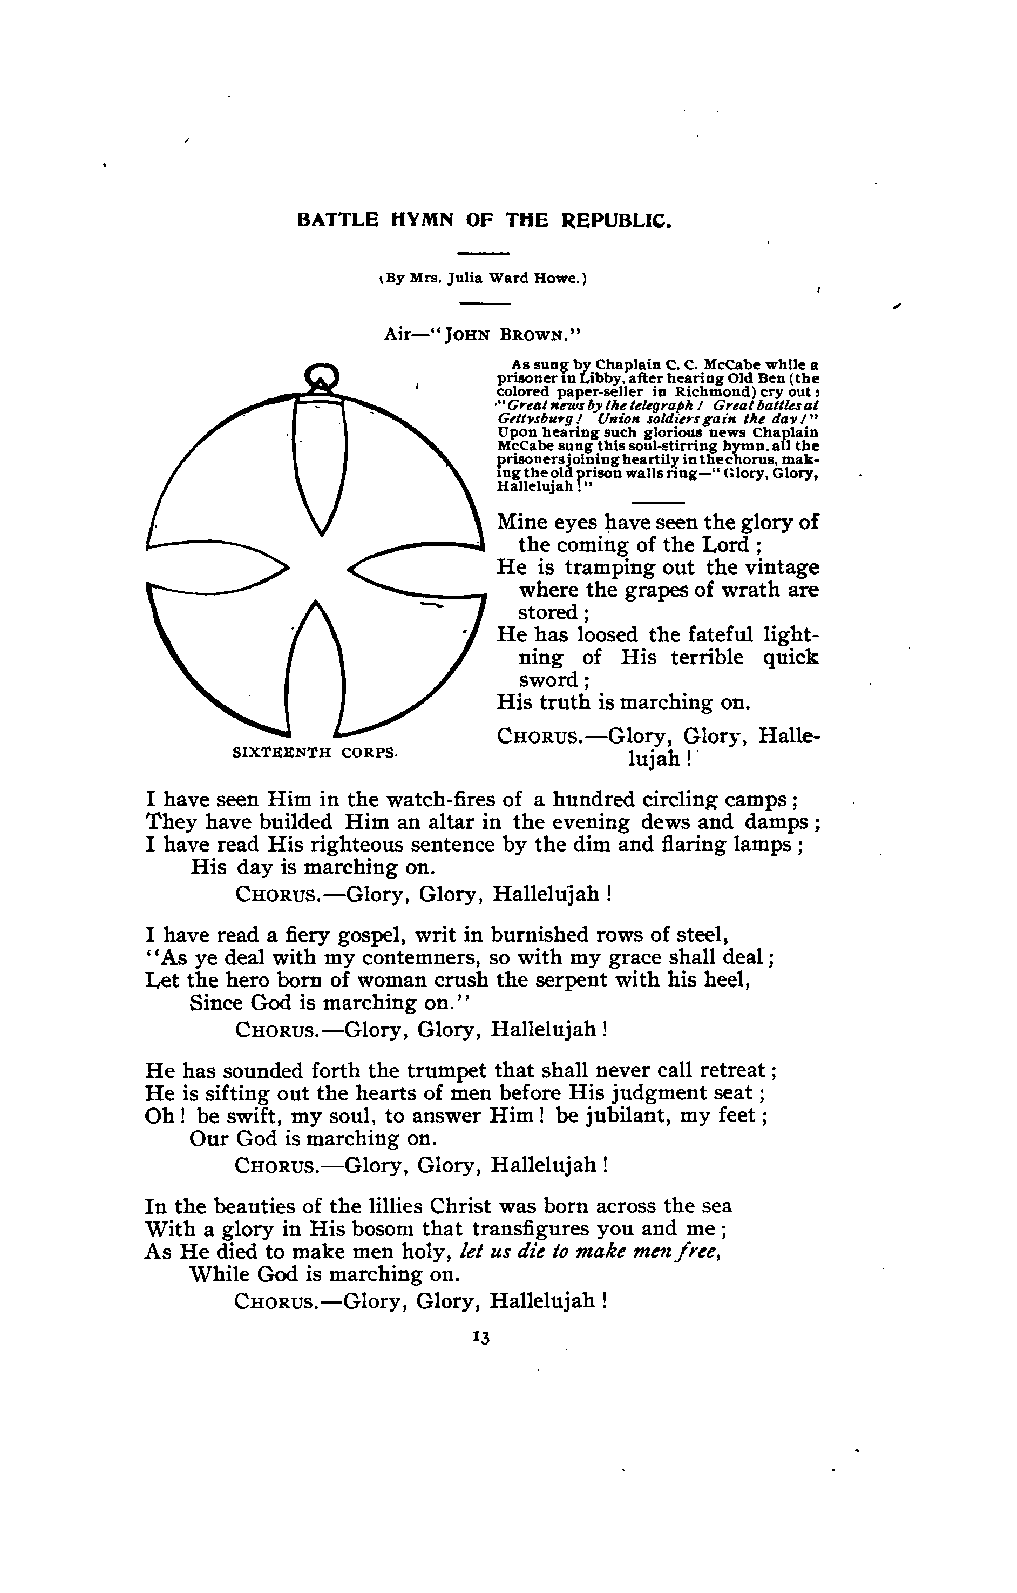 BATTLE HYMN OF THE REPUBLIC.
(By Mrs. Julia Ward Howe.)
Air—"JOHN BROWN."
As sung by Chaplain C. C. McCabe while a
prisoner in Libby, after hearing Old Ben (the
colored paper-seller in Richmond) cry out:
"Great news by the telegraph! Great battles at
Gettysburg! Union soldiers gain the day!"
Upon hearing such glorious news Chaplain
McCabe sung this soul-stirring hymn, all the
prisoners joining heartily in the chorus, mak-
ing the old prison walls ring—"Glory, Glory,
Hallelujah!"
Mine eyes have seen the glory of
the coming of the Lord;
He is tramping out the vintage
where the grapes of wrath are
stored;
He has loosed the fateful light-
ning of His terrible quick
sword;
His truth is marching on.
CHORUS.—Glory, Glory, Halle-
lujah!
SIXTEENTH CORPS.
I have seen Him in the watch-fires of a hundred circling camps;
They have builded Him an altar in the evening dews and damps;
I have read His righteous sentence by the dim and flaring lamps;
His day is marching on.
CHORUS.—Glory, Glory, Hallelujah!
I have read a fiery gospel, writ in burnished rows of steel,
"As ye deal with my contemners, so with my grace shall deal;
Let the hero born of woman crush the serpent with his heel,
Since God is marching on."
CHORUS.—Glory, Glory, Hallelujah!
He has sounded forth the trumpet that shall never call retreat;
He is sifting out the hearts of men before His judgment seat;
Oh! be swift, my soul, to answer Him! be jubilant, my feet;
Our God is marching on.
CHORUS.—Glory, Glory, Hallelujah!
In the beauties of the lillies Christ was born across the sea
With a glory in His bosom that transfigures you and me;
As He died to make men holy, let us die to make men free,
While God is marching on.
CHORUS.—Glory, Glory, Hallelujah!
13